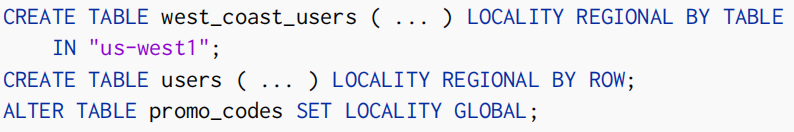 CREATE TABLE west_coast_users ( ... ) LOCALITY REGIONAL BY TABLE
IN "us-west1";
CREATE TABLE users ( ... ) LOCALITY REGIONAL BY ROW;
ALTER TABLE promo_codes SET LOCALITY GLOBAL;